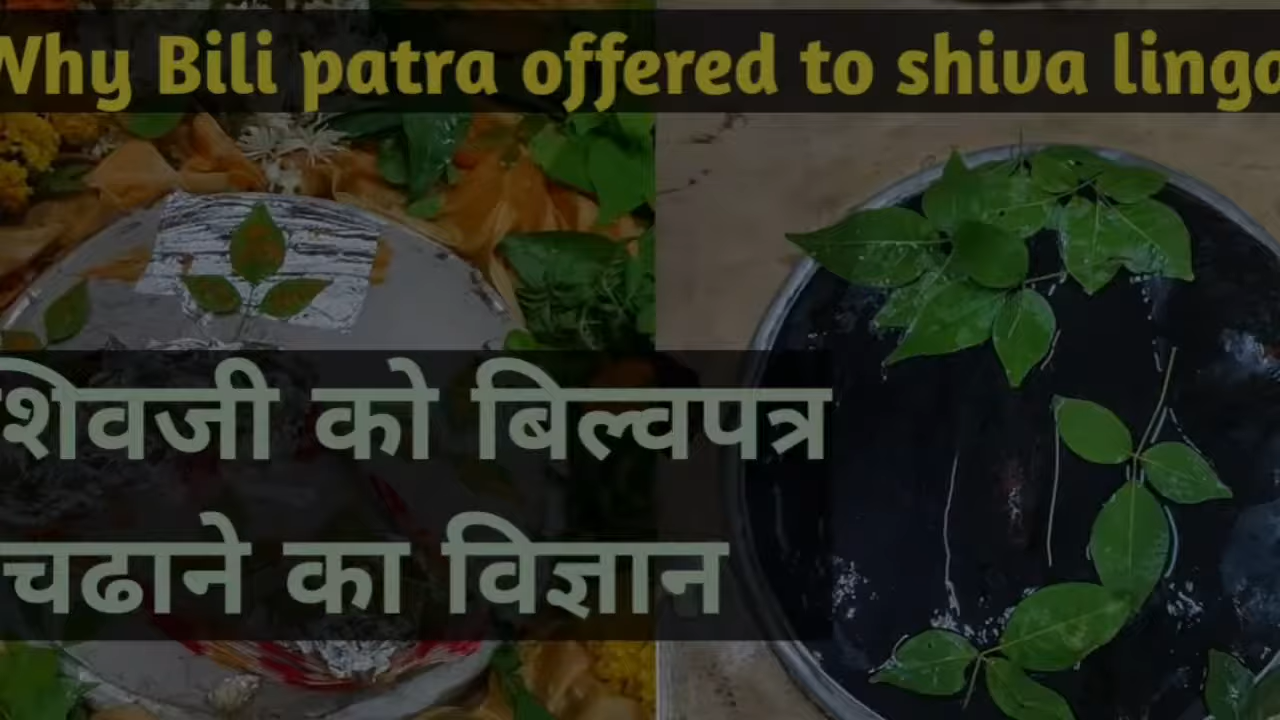 Why Bili patra offered to shiva linga
शिवजी को बिल्वपत्र
चढाने का विज्ञान